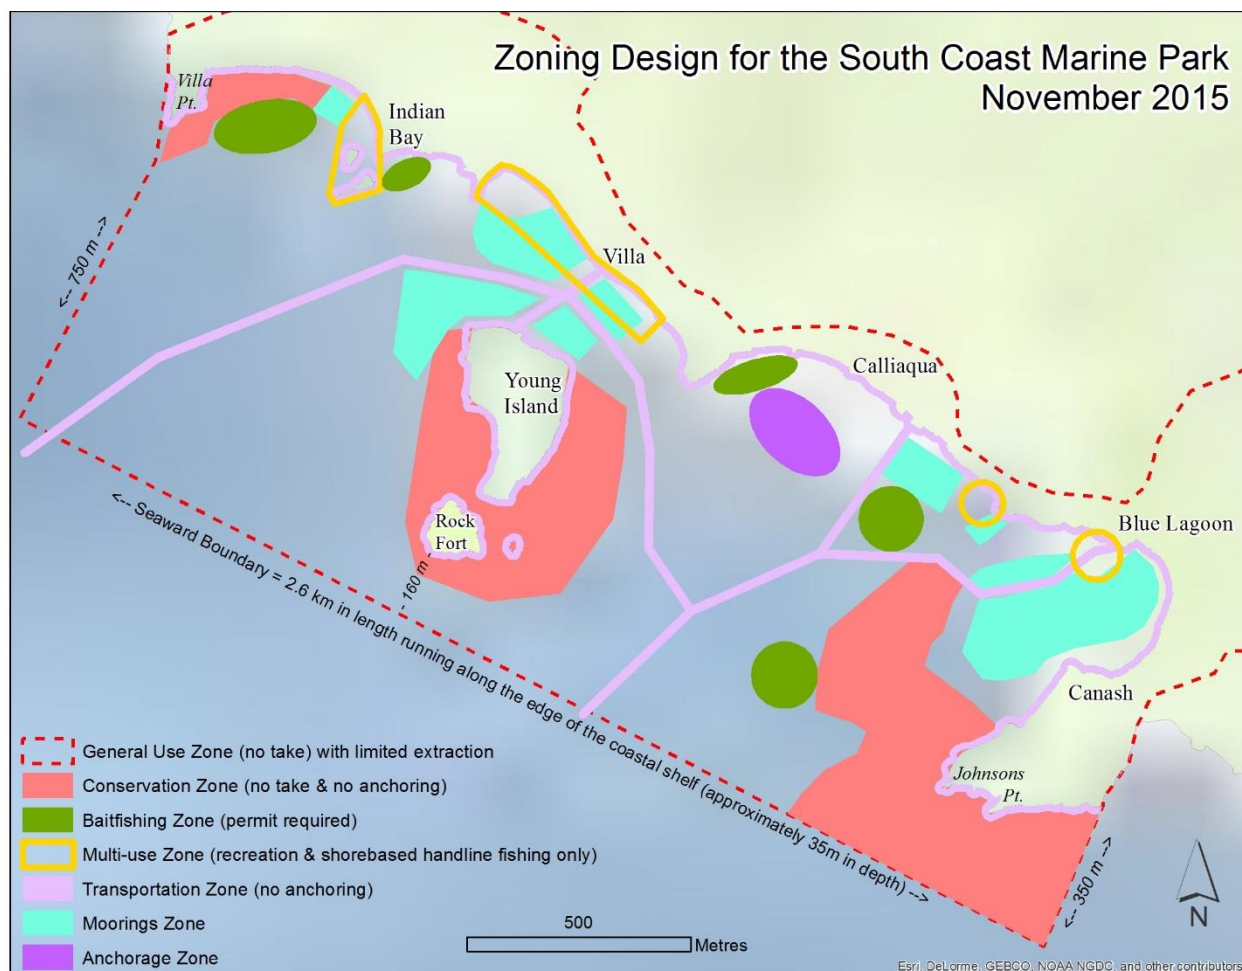 Zoning Design for the South Coast Marine Park
November 2015
Villa
Pt.
Indian
Bay
Villa
<-- 750 m -->
Young
Island
Calliaqua
Rock
Fort
- 160 m -
Blue Lagoon
Canash
Johnsons
Pt.
<-- Seaward Boundary = 2.6 km in length running along the edge of the coastal shelf (approximately 35m in depth) -->
<-- 350 m -->
General Use Zone (no take) with limited extraction
Conservation Zone (no take & no anchoring)
Baitfishing Zone (permit required)
Multi-use Zone (recreation & shorebased handline fishing only)
Transportation Zone (no anchoring)
Moorings Zone
Anchorage Zone
500
Metres
N
Esri, DeLorme, GEBCO, NOAA NGDC, and other contributors